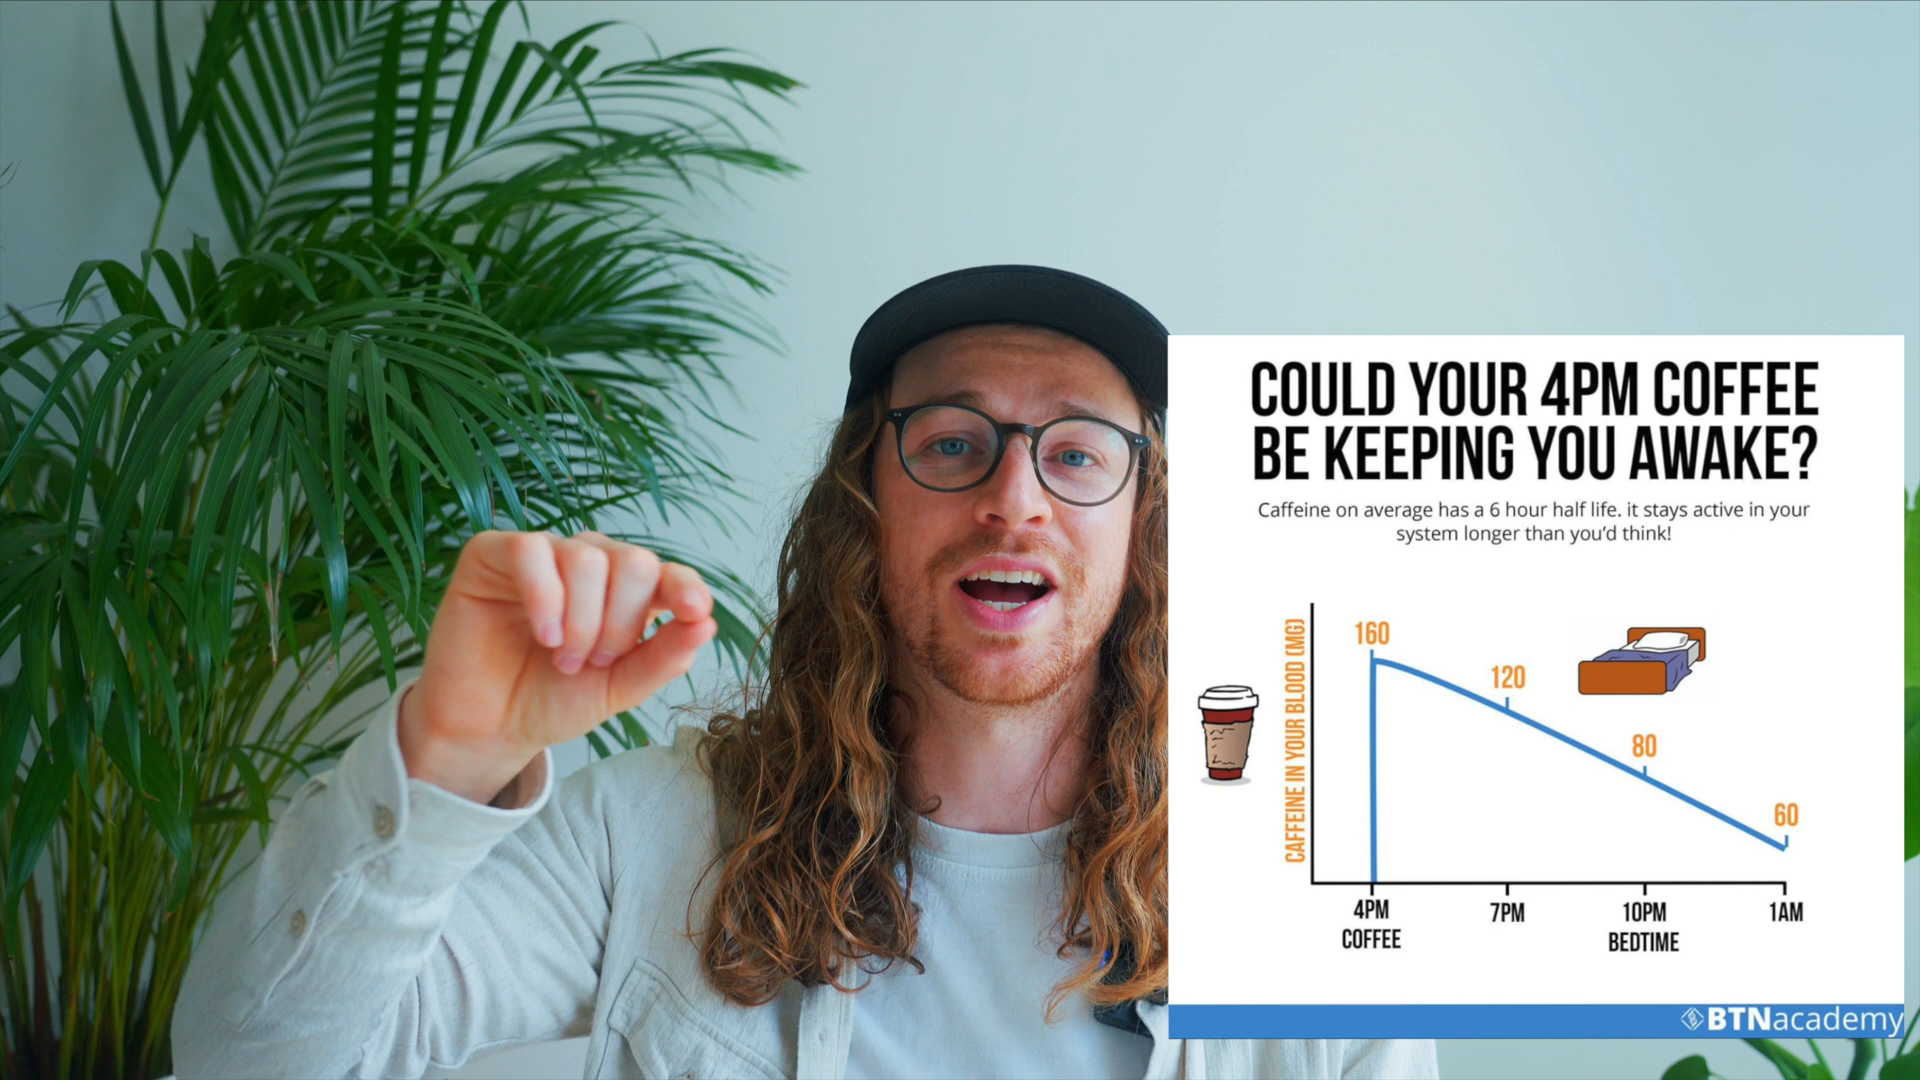 COULD YOUR 4PM COFFEE
BE KEEPING YOU AWAKE?
Caffeine on average has a 6 hour half life. it stays active in your
system longer than you'd think!
CAFFEINE IN YOUR BLOOD (MG)
160
120
80
60
4PM
COFFEE
7PM
10PM
BEDTIME
1AM
BTNacademy